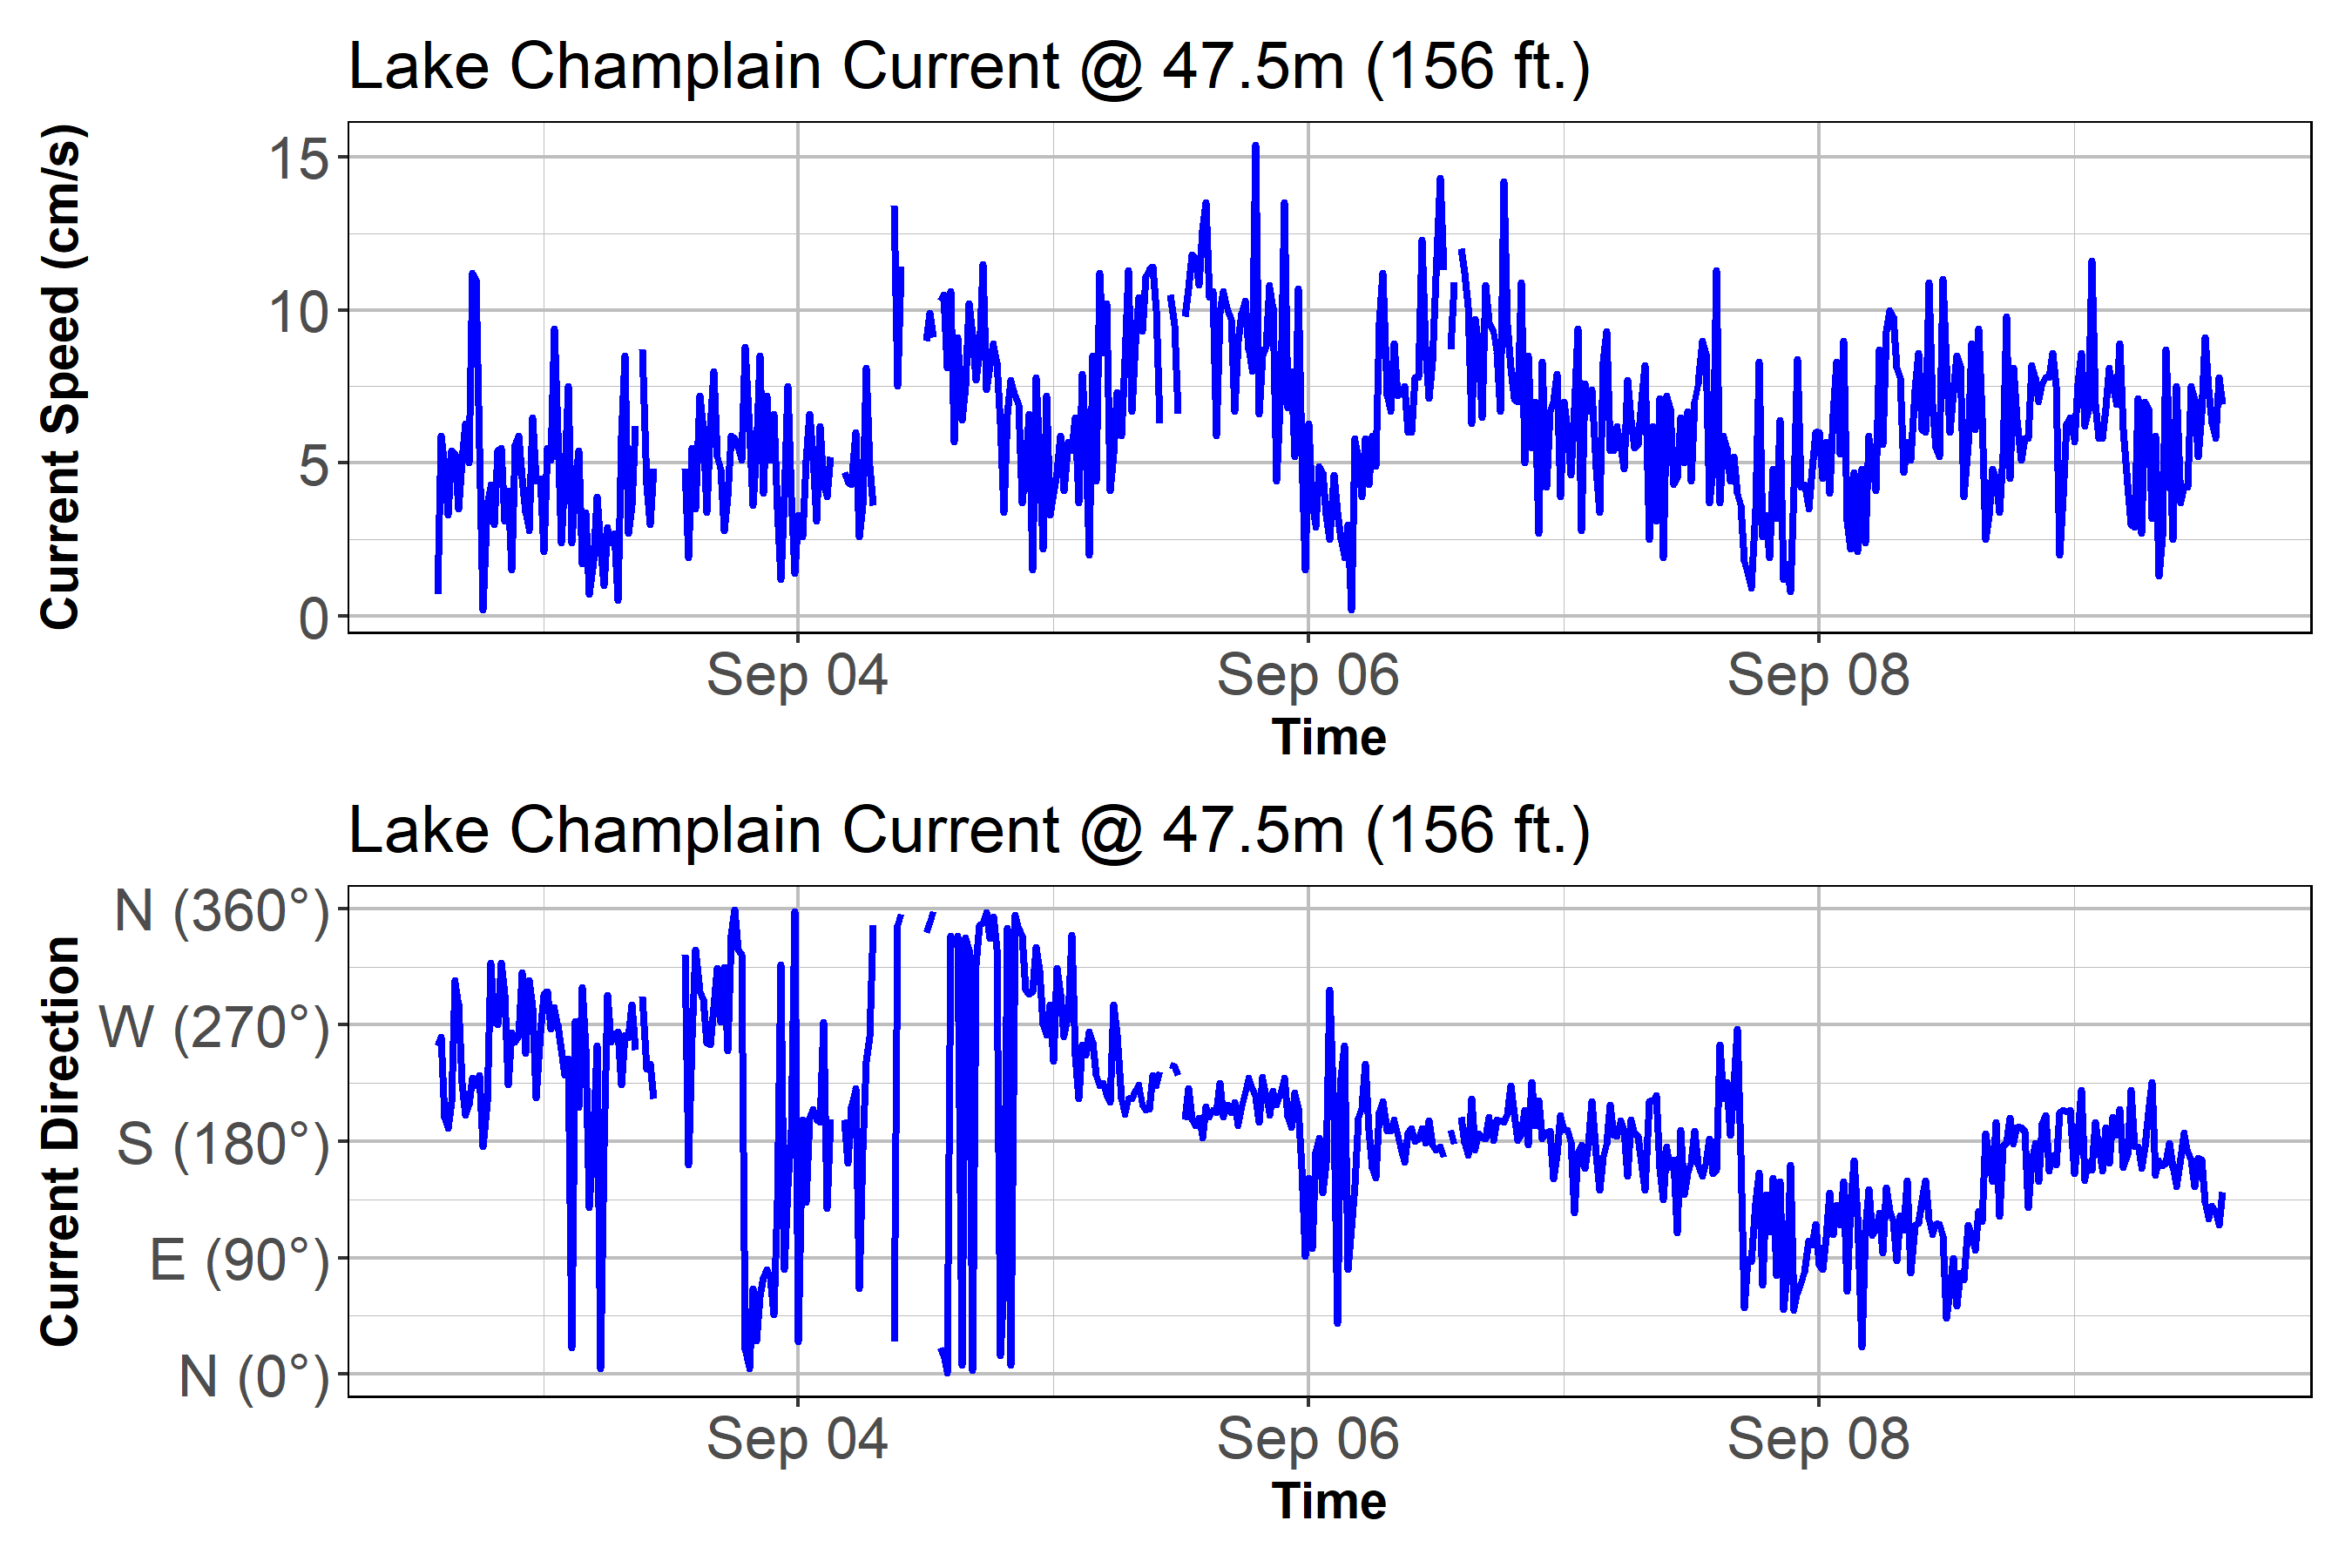 Lake Champlain Current @ 47.5m (156 ft.)
Current Speed (cm/s)
15
10
5
0
Sep 04 Sep 06 Sep 08
Time
Lake Champlain Current @ 47.5m (156 ft.)
Current Direction
N (360°)
W (270°)
S (180°)
E (90°)
N (0°)
Sep 04 Sep 06 Sep 08
Time